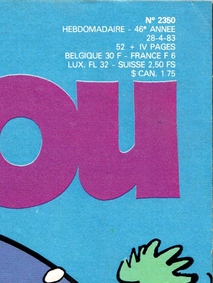 N° 2350
HEBDOMADAIRE - 46e ANNEE
28-4-83
52 + IV PAGES
BELGIQUE 30 F - FRANCE F 6
LUX. FL 32 - SUISSE 2,50 FS
$ CAN. 1.75
ou